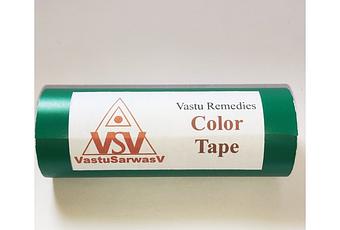 Vastu Remedies
Color
Tape
VSV
VastuSarwasV